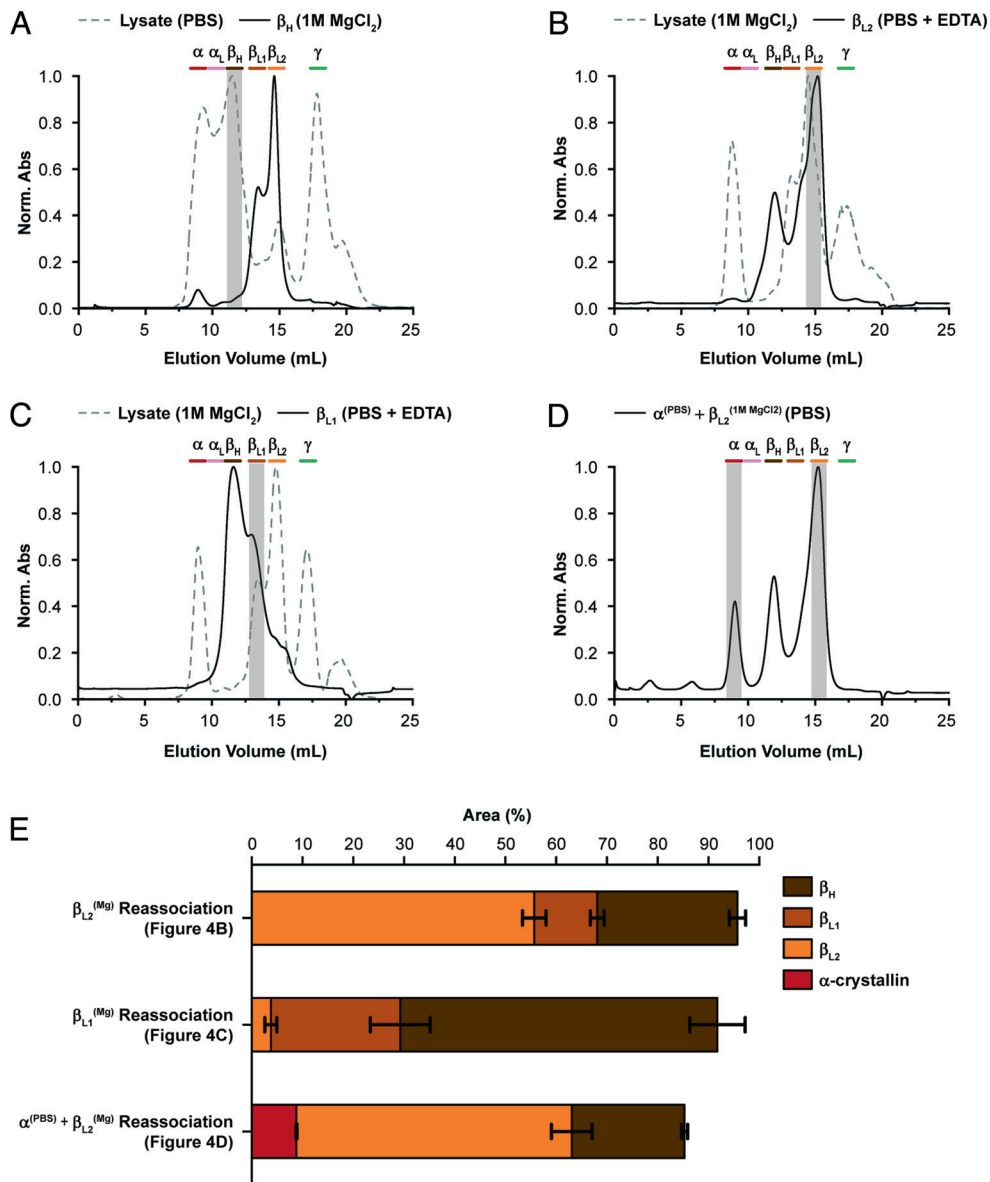 A
Lysate (PBS) βH (1M MgCl2)
α αL βH βL1 βL2 γ
1.0
0.8
0.6
0.4
0.2
0.0
Norm. Abs
0 5 10 15 20 25
Elution Volume (mL)
B
Lysate (1M MgCl2) βL2 (PBS + EDTA)
α αL βH βL1 βL2 γ
1.0
0.8
0.6
0.4
0.2
0.0
Norm. Abs
0 5 10 15 20 25
Elution Volume (mL)
C
Lysate (1M MgCl2) βL1 (PBS + EDTA)
α αL βH βL1 βL2 γ
1.0
0.8
0.6
0.4
0.2
0.0
Norm. Abs
0 5 10 15 20 25
Elution Volume (mL)
D
α(PBS) + βL2(1M MgCl2) (PBS)
α αL βH βL1 βL2 γ
1.0
0.8
0.6
0.4
0.2
0.0
Norm. Abs
0 5 10 15 20 25
Elution Volume (mL)
E
Area (%)
0 10 20 30 40 50 60 70 80 90 100
βL2(Mg) Reassociation
(Figure 4B)
βL1(Mg) Reassociation
(Figure 4C)
α(PBS) + βL2(Mg) Reassociation
(Figure 4D)
βH
βL1
βL2
α-crystallin